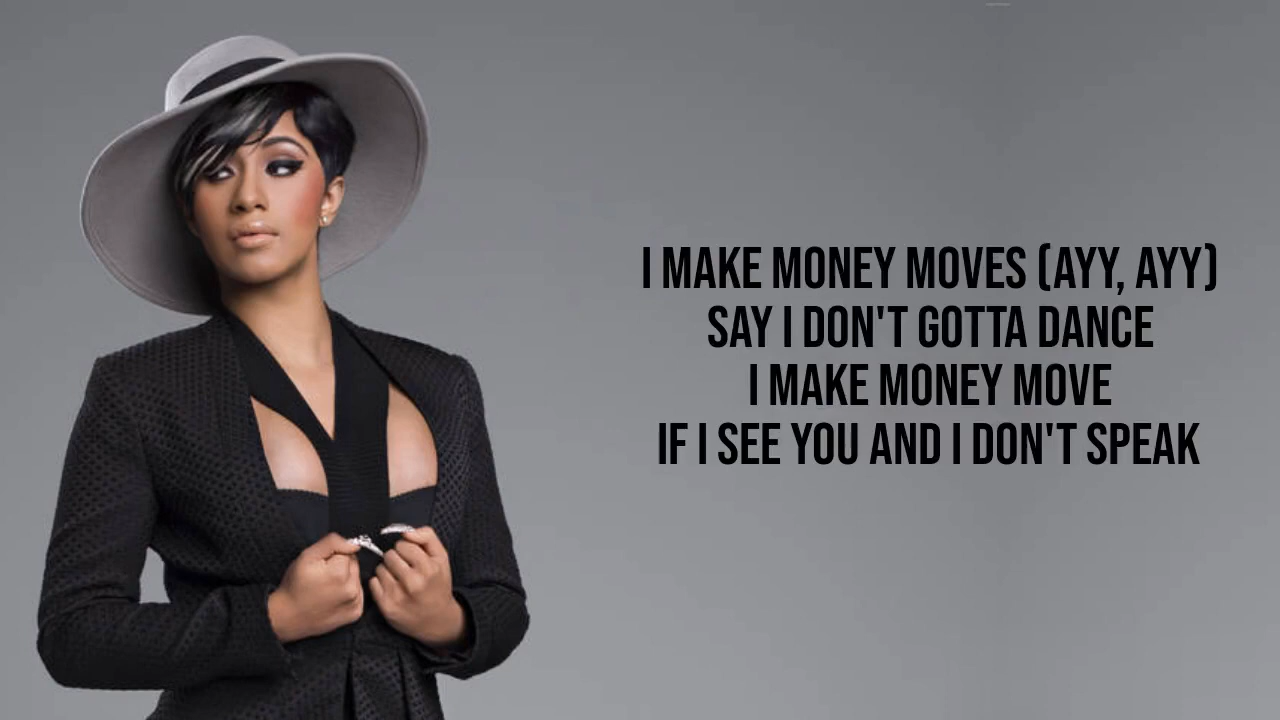 I MAKE MONEY MOVES (AYY, AYY)
SAY I DON'T GOTTA DANCE
I MAKE MONEY MOVE
IF I SEE YOU AND I DON'T SPEAK